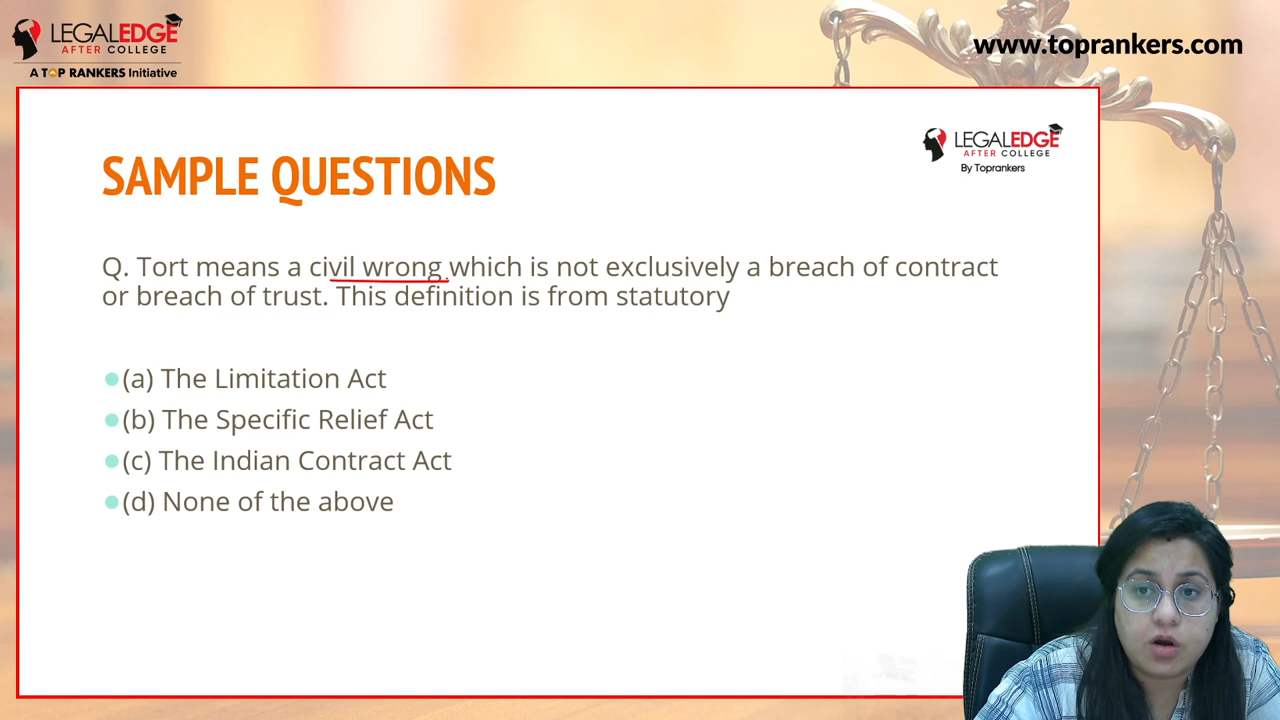 LEGALEDGE
AFTER COLLEGE
A TOP RANKERS Initiative
www.toprankers.com
LEGALEDGE
AFTER COLLEGE
By Toprankers
SAMPLE QUESTIONS
Q. Tort means a civil wrong which is not exclusively a breach of contract
or breach of trust. This definition is from statutory
(a) The Limitation Act
(b) The Specific Relief Act
(c) The Indian Contract Act
(d) None of the above